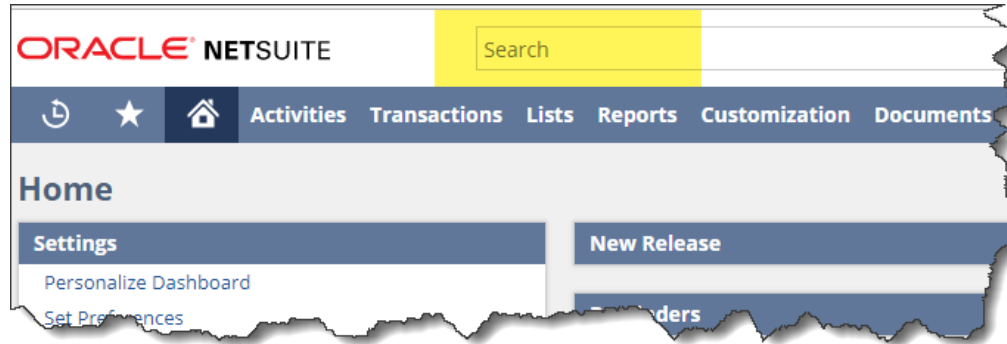 ORACLE® NETSUITE
Search
Activities Transactions Lists Reports Customization Documents
Home
Settings
New Release
Personalize Dashboard
Set Preferences